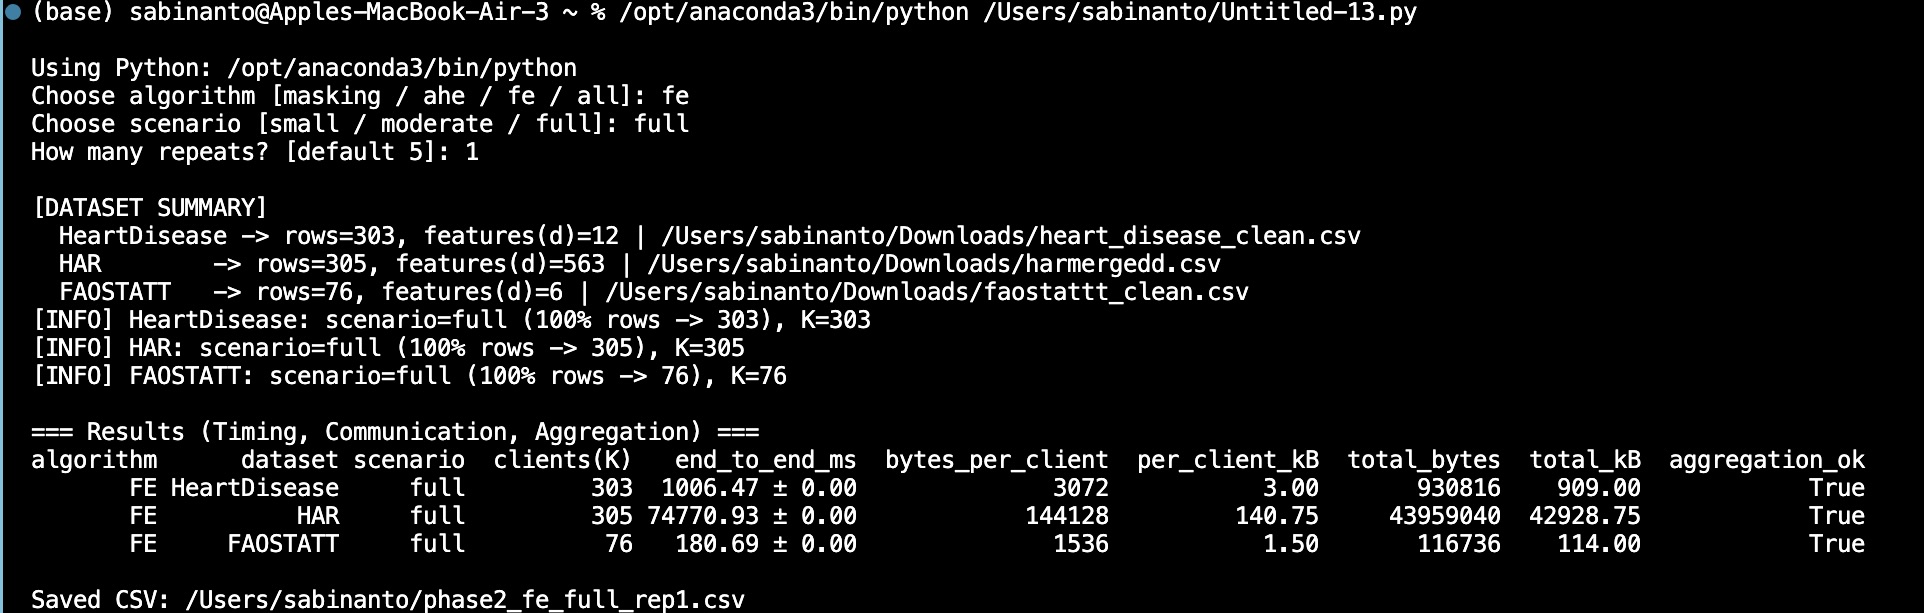 (base) sabinanto@Apples-MacBook-Air-3 ~ % /opt/anaconda3/bin/python /Users/sabinanto/Untitled-13.py
Using Python: /opt/anaconda3/bin/python
Choose algorithm [masking / ahe / fe / all]: fe
Choose scenario [small / moderate / full]: full
How many repeats? [default 5]: 1
[DATASET SUMMARY]
HeartDisease -> rows=303, features(d)=12 | /Users/sabinanto/Downloads/heart_disease_clean.csv
HAR -> rows=305, features(d)=563 | /Users/sabinanto/Downloads/harmergedd.csv
FAOSTATT -> rows=76, features(d)=6 | /Users/sabinanto/Downloads/faostattt_clean.csv
[INFO] HeartDisease: scenario=full (100% rows -> 303), K=303
[INFO] HAR: scenario=full (100% rows -> 305), K=305
[INFO] FAOSTATT: scenario=full (100% rows -> 76), K=76
=== Results (Timing, Communication, Aggregation) ===
algorithm dataset scenario clients(K) end_to_end_ms bytes_per_client per_client_kB total_bytes total_kB aggregation_ok
FE HeartDisease full 303 1006.47 ± 0.00 3072 3.00 930816 909.00 True
FE HAR full 305 74770.93 ± 0.00 144128 140.75 43959040 42928.75 True
FE FAOSTATT full 76 180.69 ± 0.00 1536 1.50 116736 114.00 True
Saved CSV: /Users/sabinanto/phase2_fe_full_rep1.csv